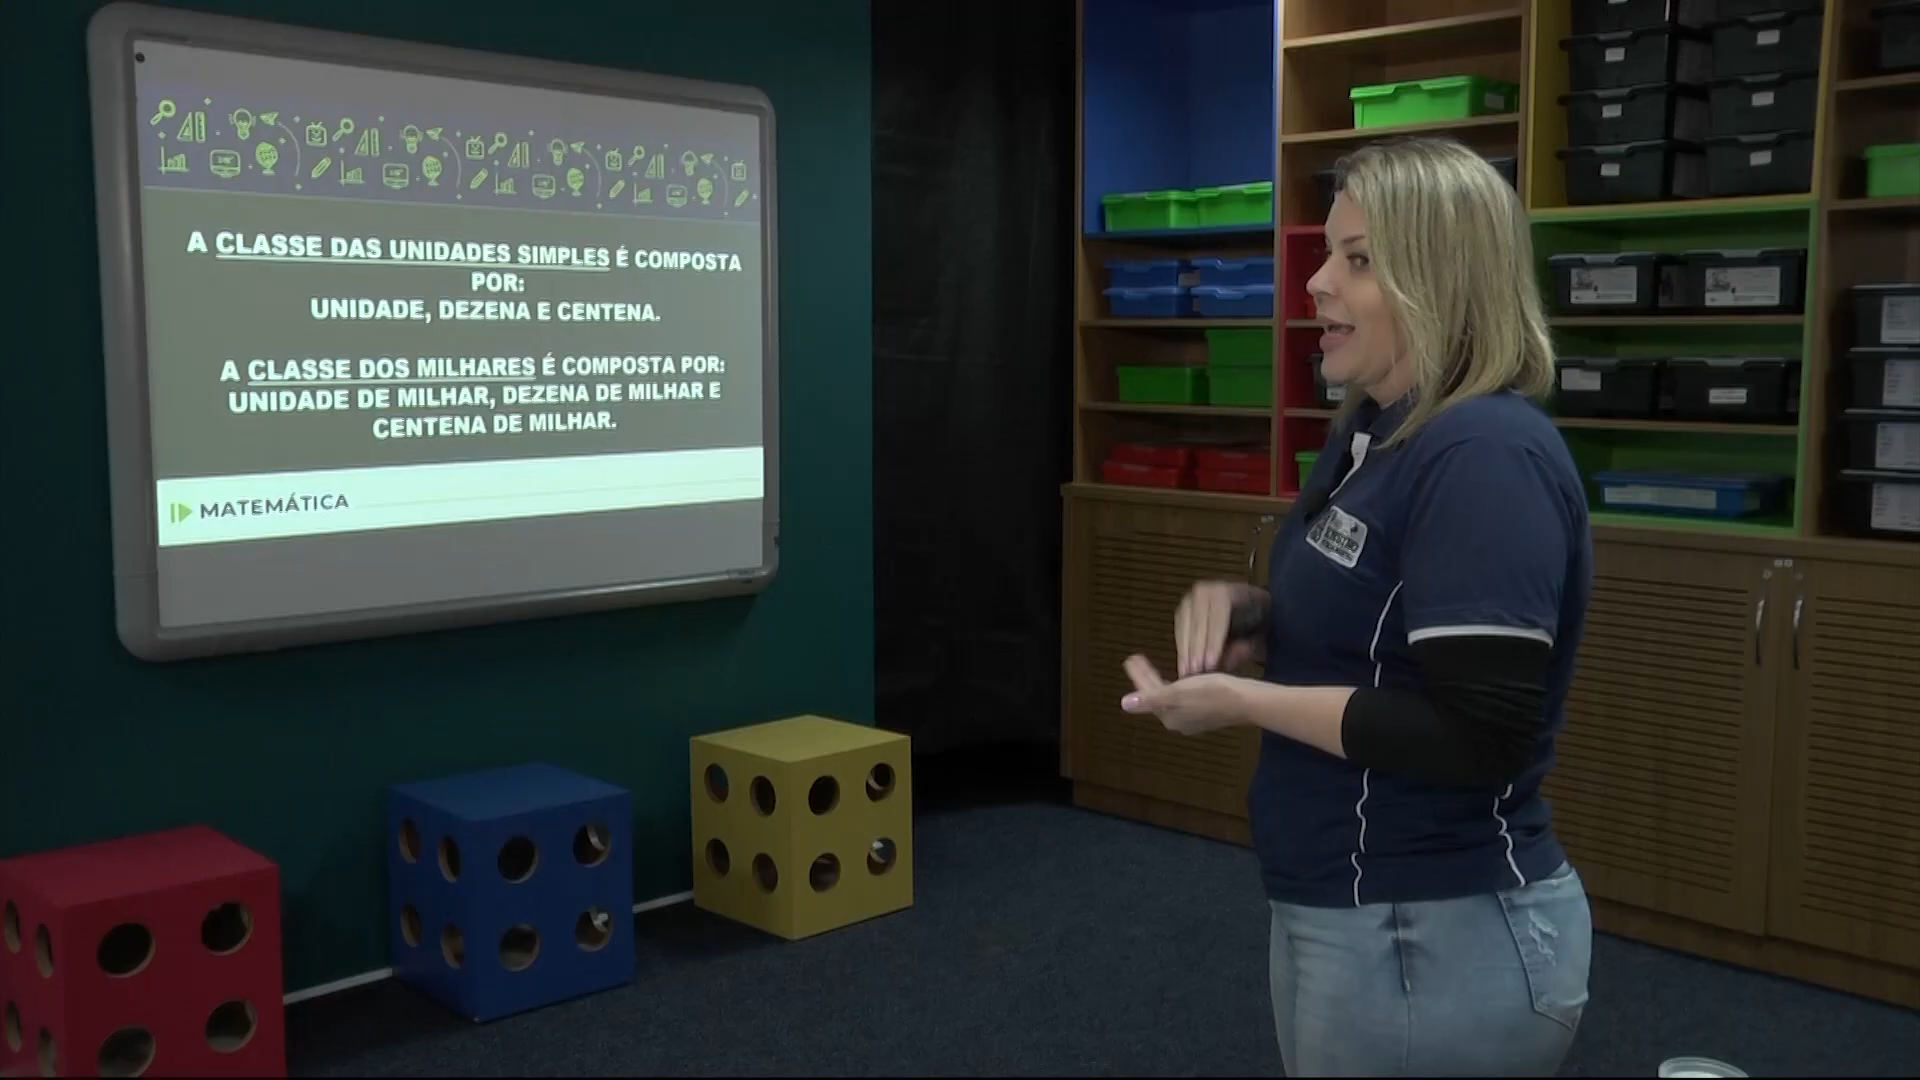 A CLASSE DAS UNIDADES SIMPLES É COMPOSTA
POR:
UNIDADE, DEZENA E CENTENA.
A CLASSE DOS MILHARES É COMPOSTA POR:
UNIDADE DE MILHAR, DEZENA DE MILHAR E
CENTENA DE MILHAR.
MATEMÁTICA